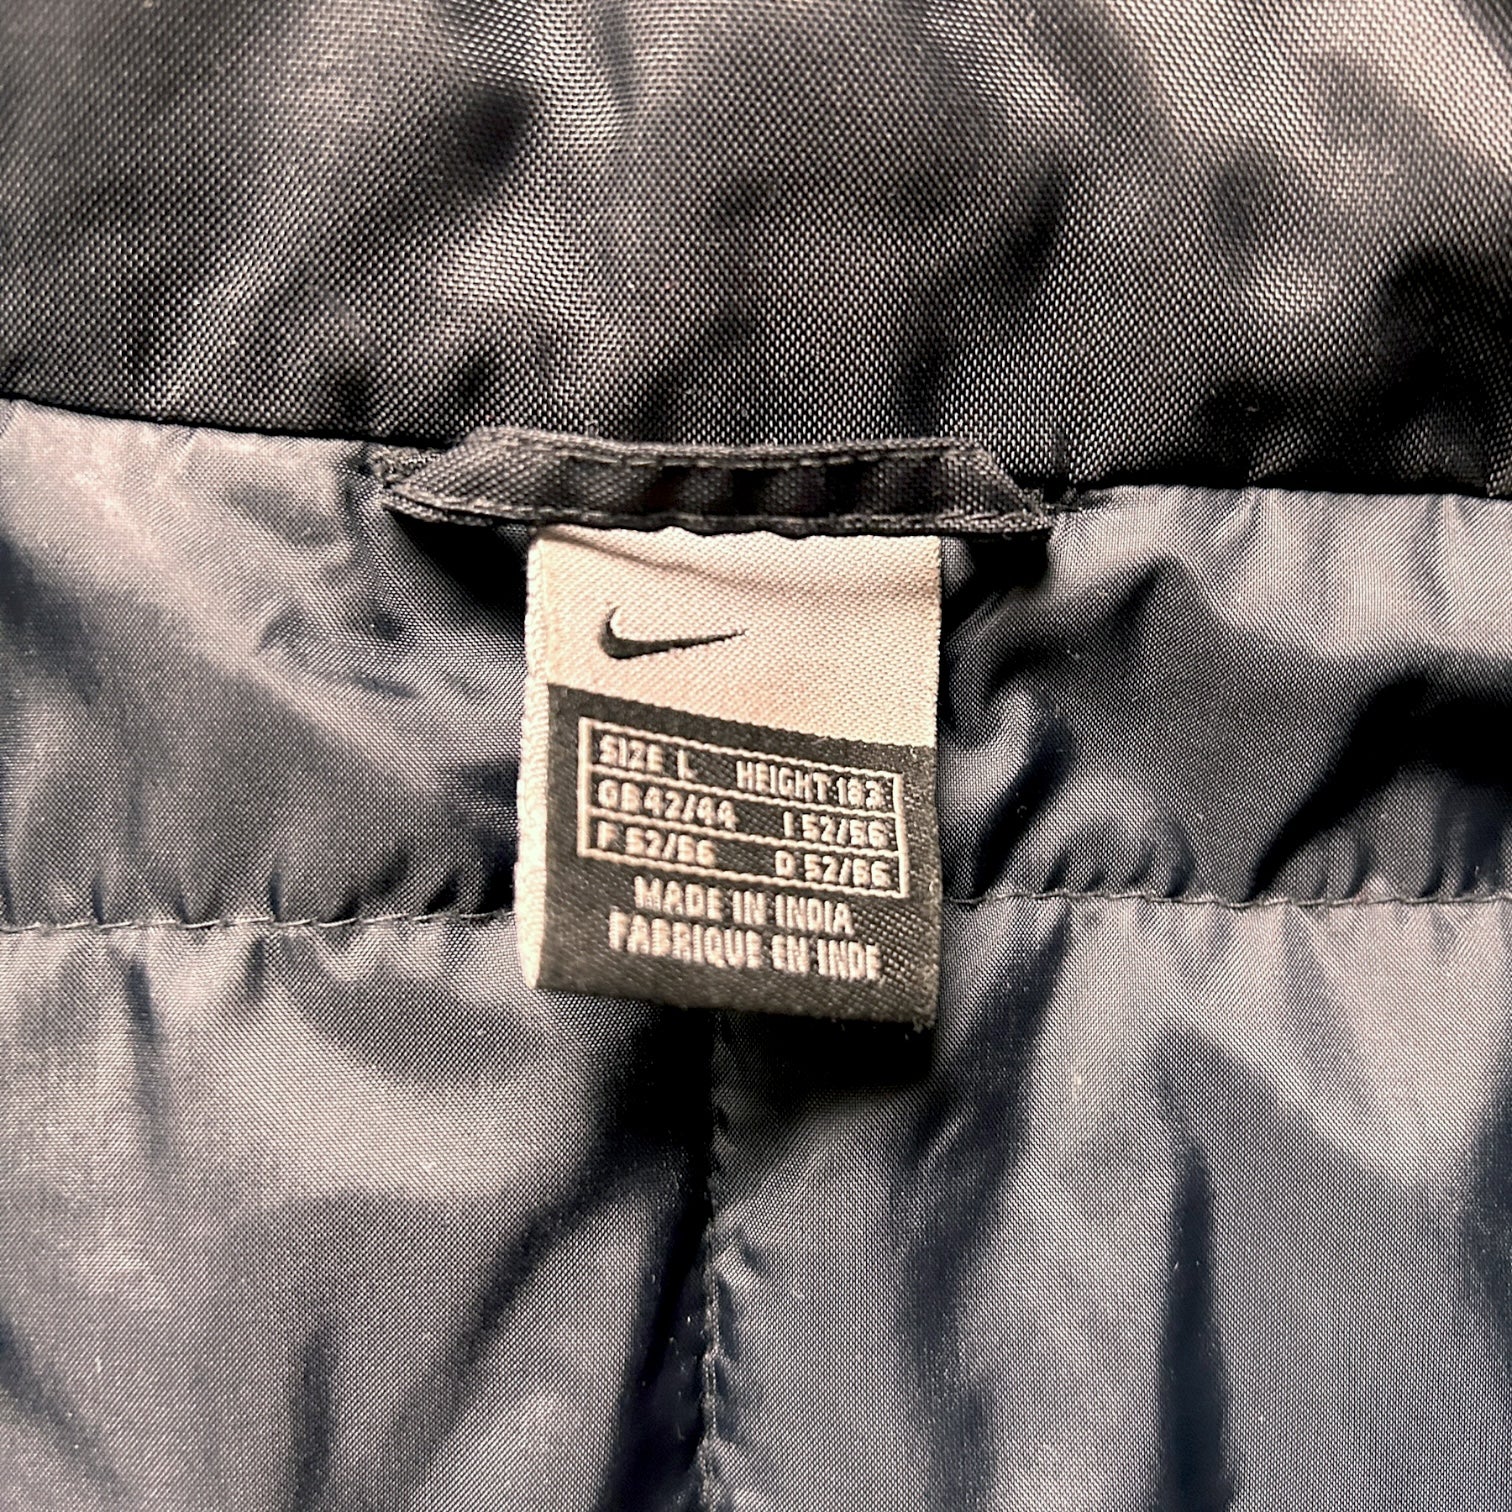 SIZE L HEIGHT 183
GB 42/44 I 52/56
F 52/56 D 52/56
MADE IN INDIA
FABRIQUE EN INDE